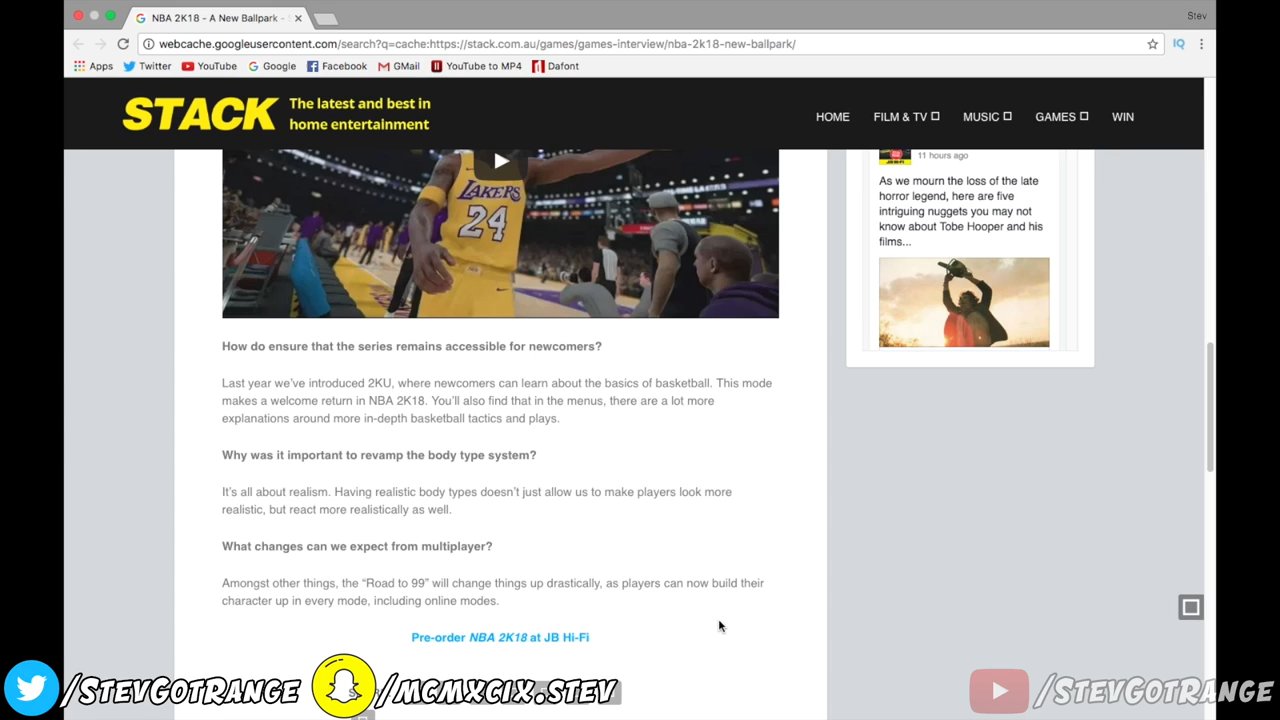 NBA 2K18 - A New Ballpark -
Stev
webcache.googleusercontent.com/search?q=cache:https://stack.com.au/games/games-interview/nba-2k18-new-ballpark/
IQ
Apps Twitter YouTube Google Facebook GMail YouTube to MP4 Dafont
STACK
The latest and best in
home entertainment
HOME FILM & TV MUSIC GAMES WIN
LAKERS
24
11 hours ago
As we mourn the loss of the late
horror legend, here are five
intriguing nuggets you may not
know about Tobe Hooper and his
films...
How do ensure that the series remains accessible for newcomers?
Last year we've introduced 2KU, where newcomers can learn about the basics of basketball. This mode
makes a welcome return in NBA 2K18. You'll also find that in the menus, there are a lot more
explanations around more in-depth basketball tactics and plays.
Why was it important to revamp the body type system?
It's all about realism. Having realistic body types doesn't just allow us to make players look more
realistic, but react more realistically as well.
What changes can we expect from multiplayer?
Amongst other things, the “Road to 99” will change things up drastically, as players can now build their
character up in every mode, including online modes.
Pre-order NBA 2K18 at JB Hi-Fi
/STEVGOTRANGE
/MCMXCIX.STEV
/STEVGOTRANGE